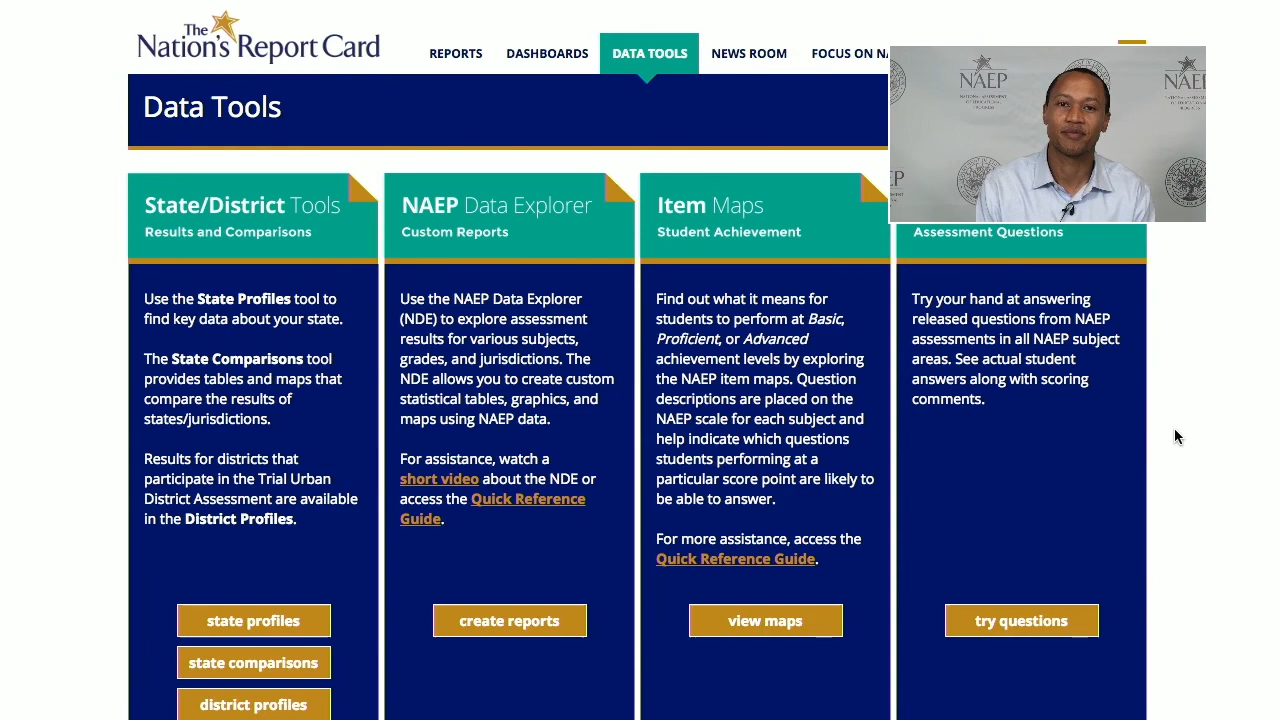 The
Nation's Report Card
REPORTS DASHBOARDS DATA TOOLS NEWS ROOM FOCUS ON NA
Data Tools
NAEP
NATIONAL ASSESSMENT
OF EDUCATIONAL
PROGRESS
NAE
State/District Tools
Results and Comparisons
Use the State Profiles tool to
find key data about your state.
The State Comparisons tool
provides tables and maps that
compare the results of
states/jurisdictions.
Results for districts that
participate in the Trial Urban
District Assessment are available
in the District Profiles.
state profiles
state comparisons
district profiles
NAEP Data Explorer
Custom Reports
Use the NAEP Data Explorer
(NDE) to explore assessment
results for various subjects,
grades, and jurisdictions. The
NDE allows you to create custom
statistical tables, graphics, and
maps using NAEP data.
For assistance, watch a
short video about the NDE or
access the Quick Reference
Guide.
create reports
Item Maps
Student Achievement
Find out what it means for
students to perform at Basic,
Proficient, or Advanced
achievement levels by exploring
the NAEP item maps. Question
descriptions are placed on the
NAEP scale for each subject and
help indicate which questions
students performing at a
particular score point are likely to
be able to answer.
For more assistance, access the
Quick Reference Guide.
view maps
Assessment Questions
Try your hand at answering
released questions from NAEP
assessments in all NAEP subject
areas. See actual student
answers along with scoring
comments.
try questions